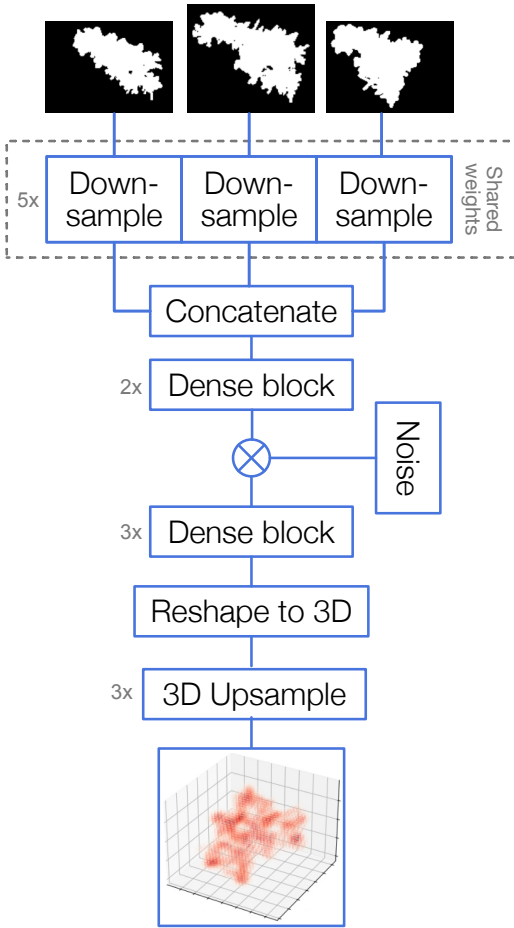 5x
Down-
sample
Down-
sample
Down-
sample
Shared
weights
Concatenate
2x
Dense block
Noise
3x
Dense block
Reshape to 3D
3x
3D Upsample